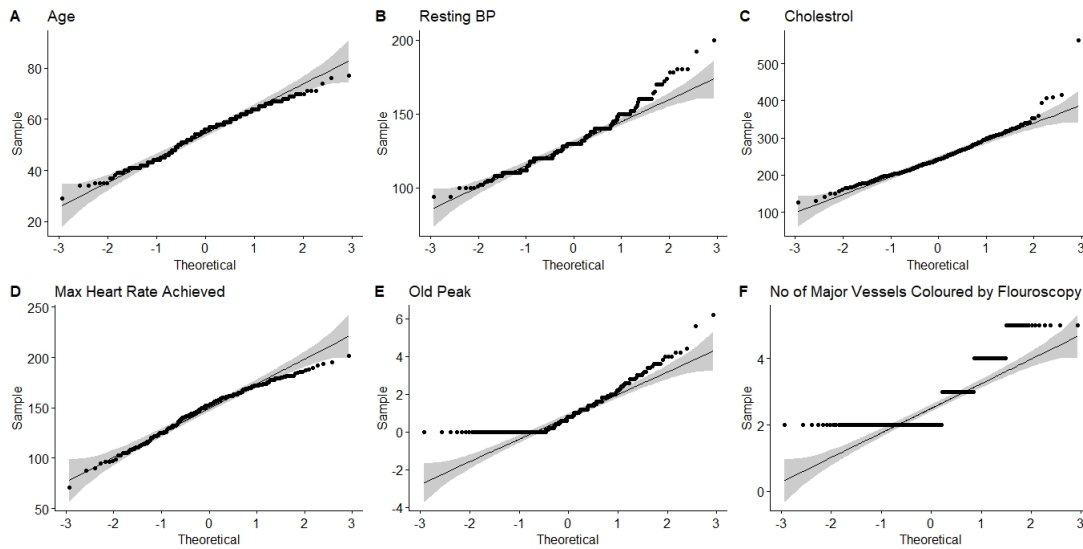 A Age
80
60
40
20
Sample
-3 -2 -1 0 1 2 3
Theoretical
B Resting BP
200
150
100
Sample
-3 -2 -1 0 1 2 3
Theoretical
C Cholestrol
500
400
300
200
100
Sample
-3 -2 -1 0 1 2 3
Theoretical
D Max Heart Rate Achieved
250
200
150
100
50
Sample
-3 -2 -1 0 1 2 3
Theoretical
E Old Peak
6
4
2
0
-2
-4
Sample
-3 -2 -1 0 1 2 3
Theoretical
F No of Major Vessels Coloured by Flouroscopy
4
2
0
Sample
-3 -2 -1 0 1 2 3
Theoretical